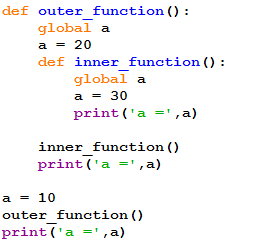 def outer_function():
    global a
    a = 20
    def inner_function():
        global a
        a = 30
        print('a =',a)

    inner_function()
    print('a =',a)

a = 10
outer_function()
print('a =',a)